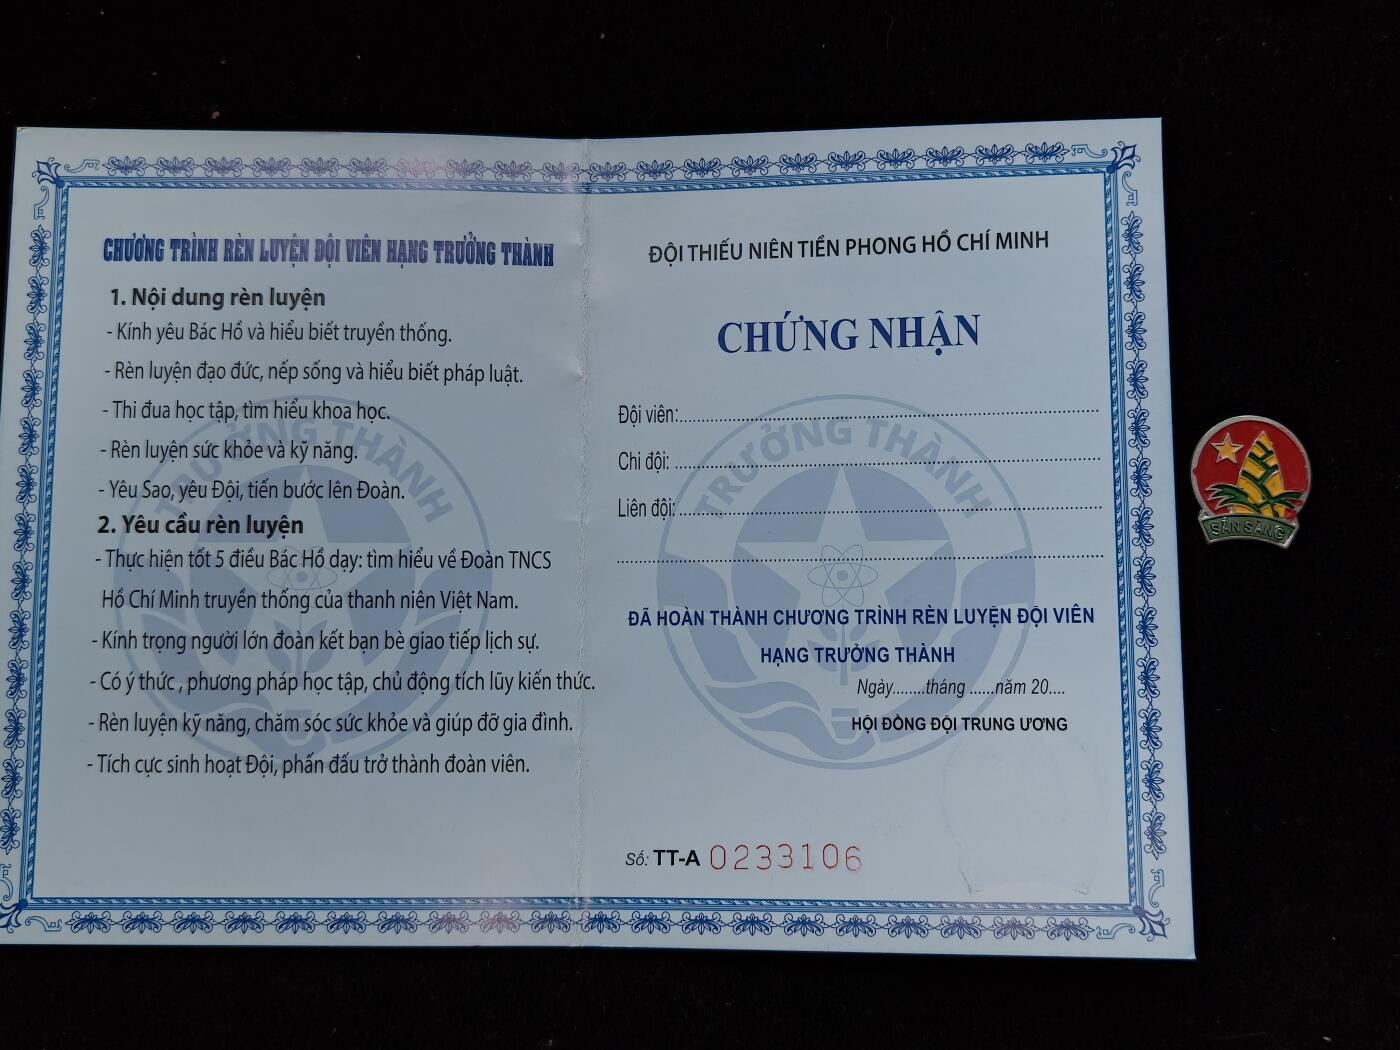 CHƯƠNG TRÌNH RÈN LUYỆN ĐỘI VIÊN HẠNG TRƯỞNG THÀNH
1. Nội dung rèn luyện
- Kính yêu Bác Hồ và hiểu biết truyền thống.
- Rèn luyện đạo đức, nếp sống và hiểu biết pháp luật.
- Thi đua học tập, tìm hiểu khoa học.
- Rèn luyện sức khỏe và kỹ năng.
- Yêu Sao, yêu Đội, tiến bước lên Đoàn.
2. Yêu cầu rèn luyện
- Thực hiện tốt 5 điều Bác Hồ dạy: tìm hiểu về Đoàn TNCS
Hồ Chí Minh truyền thống của thanh niên Việt Nam.
- Kính trọng người lớn đoàn kết bạn bè giao tiếp lịch sự.
- Có ý thức , phương pháp học tập, chủ động tích lũy kiến thức.
- Rèn luyện kỹ năng, chăm sóc sức khỏe và giúp đỡ gia đình.
- Tích cực sinh hoạt Đội, phấn đấu trở thành đoàn viên.
TRƯỞNG THÀNH
ĐỘI THIẾU NIÊN TIỀN PHONG HỒ CHÍ MINH
CHỨNG NHẬN
Đội viên:
Chi đội:
Liên đội:
ĐÃ HOÀN THÀNH CHƯƠNG TRÌNH RÈN LUYỆN ĐỘI VIÊN
HẠNG TRƯỞNG THÀNH
Ngày........tháng ......năm 20....
HỘI ĐỒNG ĐỘI TRUNG ƯƠNG
Số: TT-A 0233106
TRƯỞNG THÀNH
SẴN SÀNG